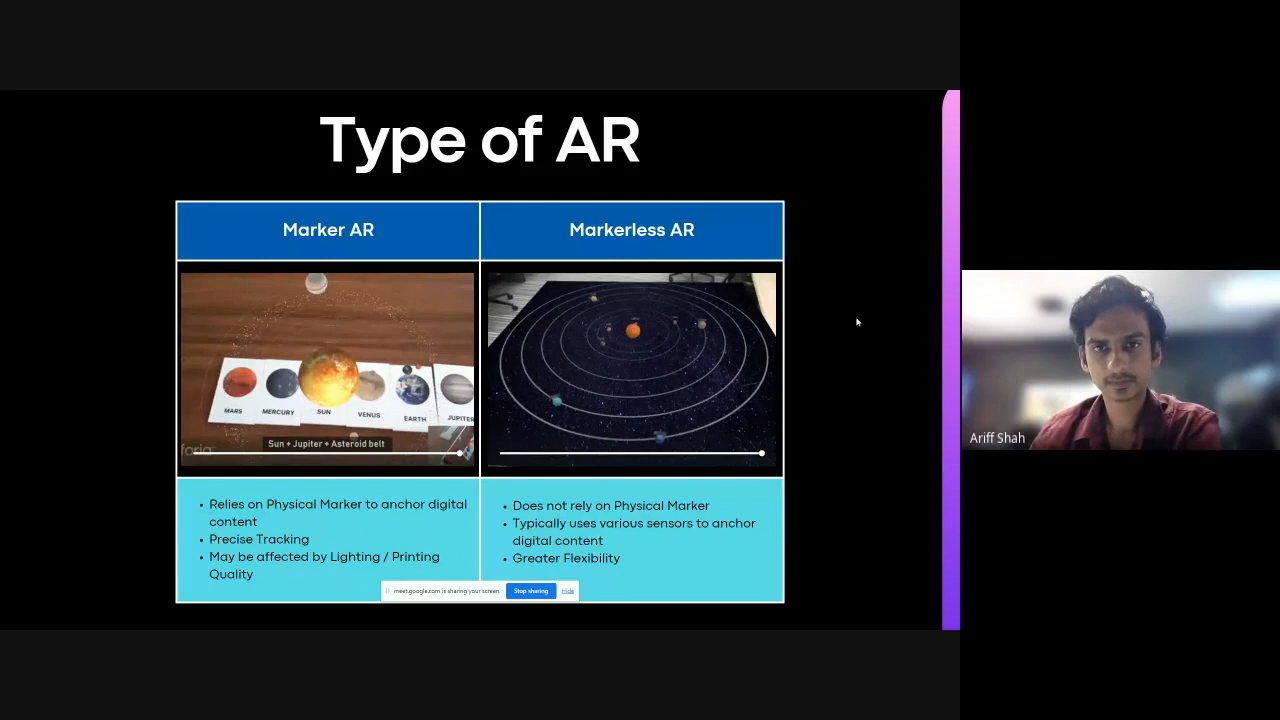 Type of AR
Marker AR
Markerless AR
MARS
MERCURY
SUN
VENUS
EARTH
JUPITER
Sun + Jupiter + Asteroid belt
• Relies on Physical Marker to anchor digital
content
• Precise Tracking
• May be affected by Lighting / Printing
Quality
• Does not rely on Physical Marker
• Typically uses various sensors to anchor
digital content
• Greater Flexibility
meet.google.com is sharing your screen.
Stop sharing
Hide
Ariff Shah